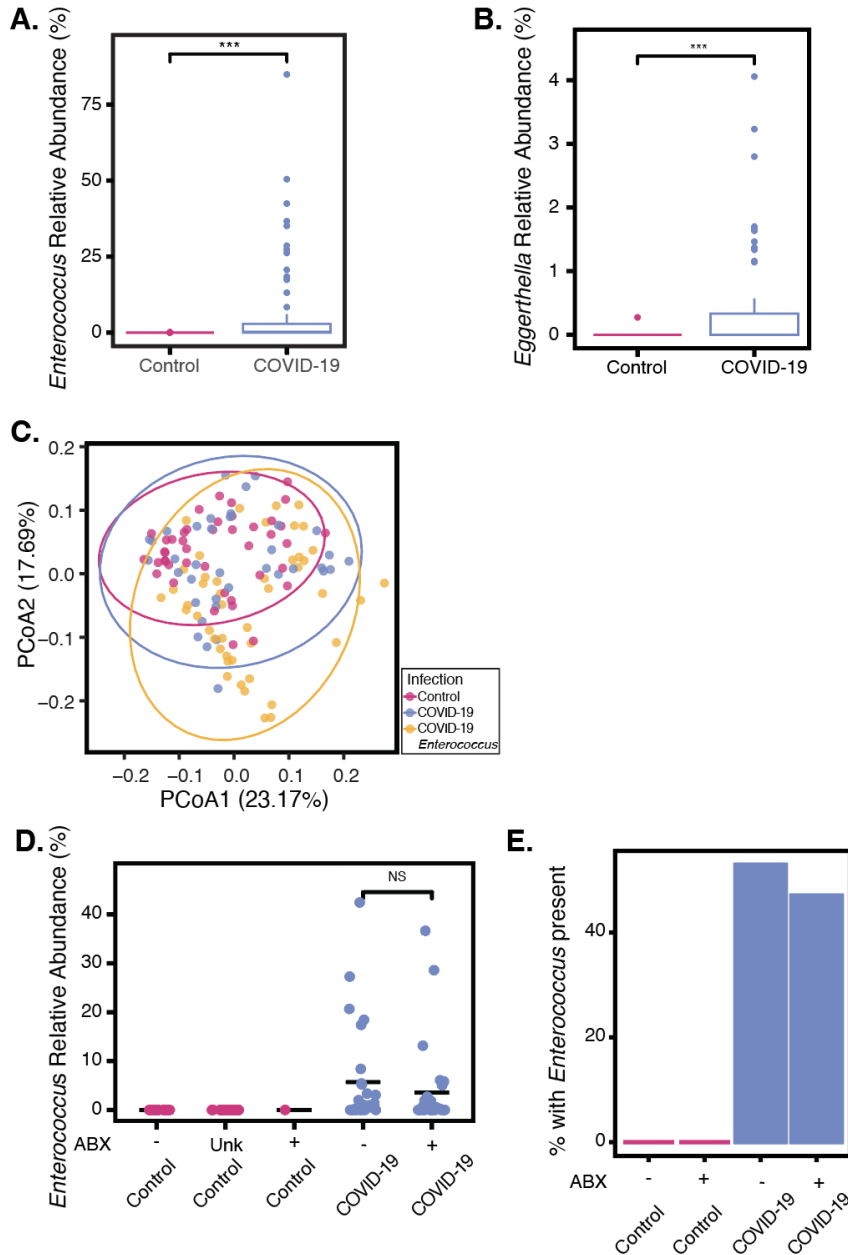 A.
Enterococcus Relative Abundance (%)
***
75
50
25
0
Control
COVID-19
B.
Eggerthella Relative Abundance (%)
***
4
3
2
1
0
Control
COVID-19
C.
PCoA2 (17.69%)
0.2
0.1
0.0
−0.1
−0.2
−0.2 −0.1 0.0 0.1 0.2
PCoA1 (23.17%)
Infection
Control
COVID-19
COVID-19
Enterococcus
D.
Enterococcus Relative Abundance (%)
NS
40
30
20
10
0
ABX - Unk + - +
Control Control Control COVID-19 COVID-19
E.
% with Enterococcus present
40
20
0
ABX - + - +
Control Control COVID-19 COVID-19